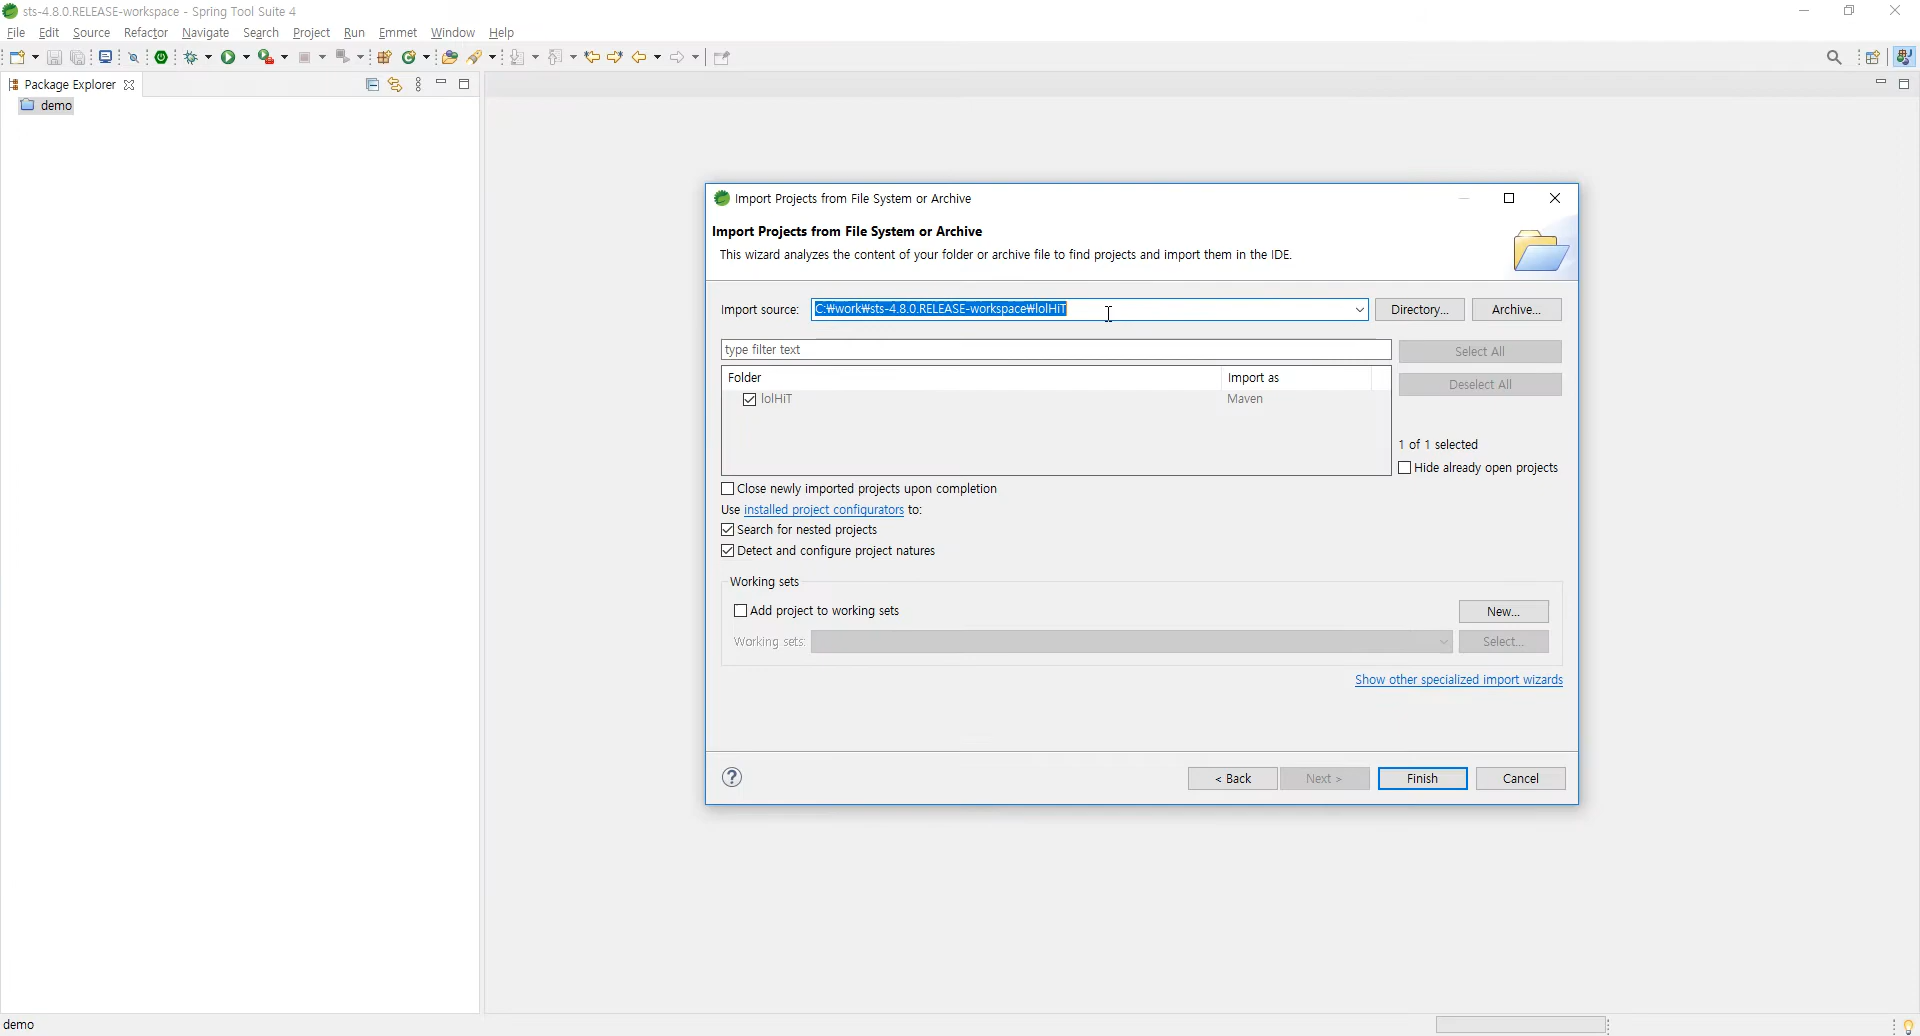 sts-4.8.0.RELEASE-workspace - Spring Tool Suite 4
File Edit Source Refactor Navigate Search Project Run Emmet Window Help
Package Explorer
demo
Import Projects from File System or Archive
Import Projects from File System or Archive
This wizard analyzes the content of your folder or archive file to find projects and import them in the IDE.
Import source: C:₩work₩sts-4.8.0.RELEASE-workspace₩lolHiT Directory... Archive...
type filter text Select All
Folder Import as Deselect All
lolHiT Maven
1 of 1 selected
Hide already open projects
Close newly imported projects upon completion
Use installed project configurators to:
Search for nested projects
Detect and configure project natures
Working sets
Add project to working sets New...
Working sets: Select...
Show other specialized import wizards
? < Back Next > Finish Cancel
demo